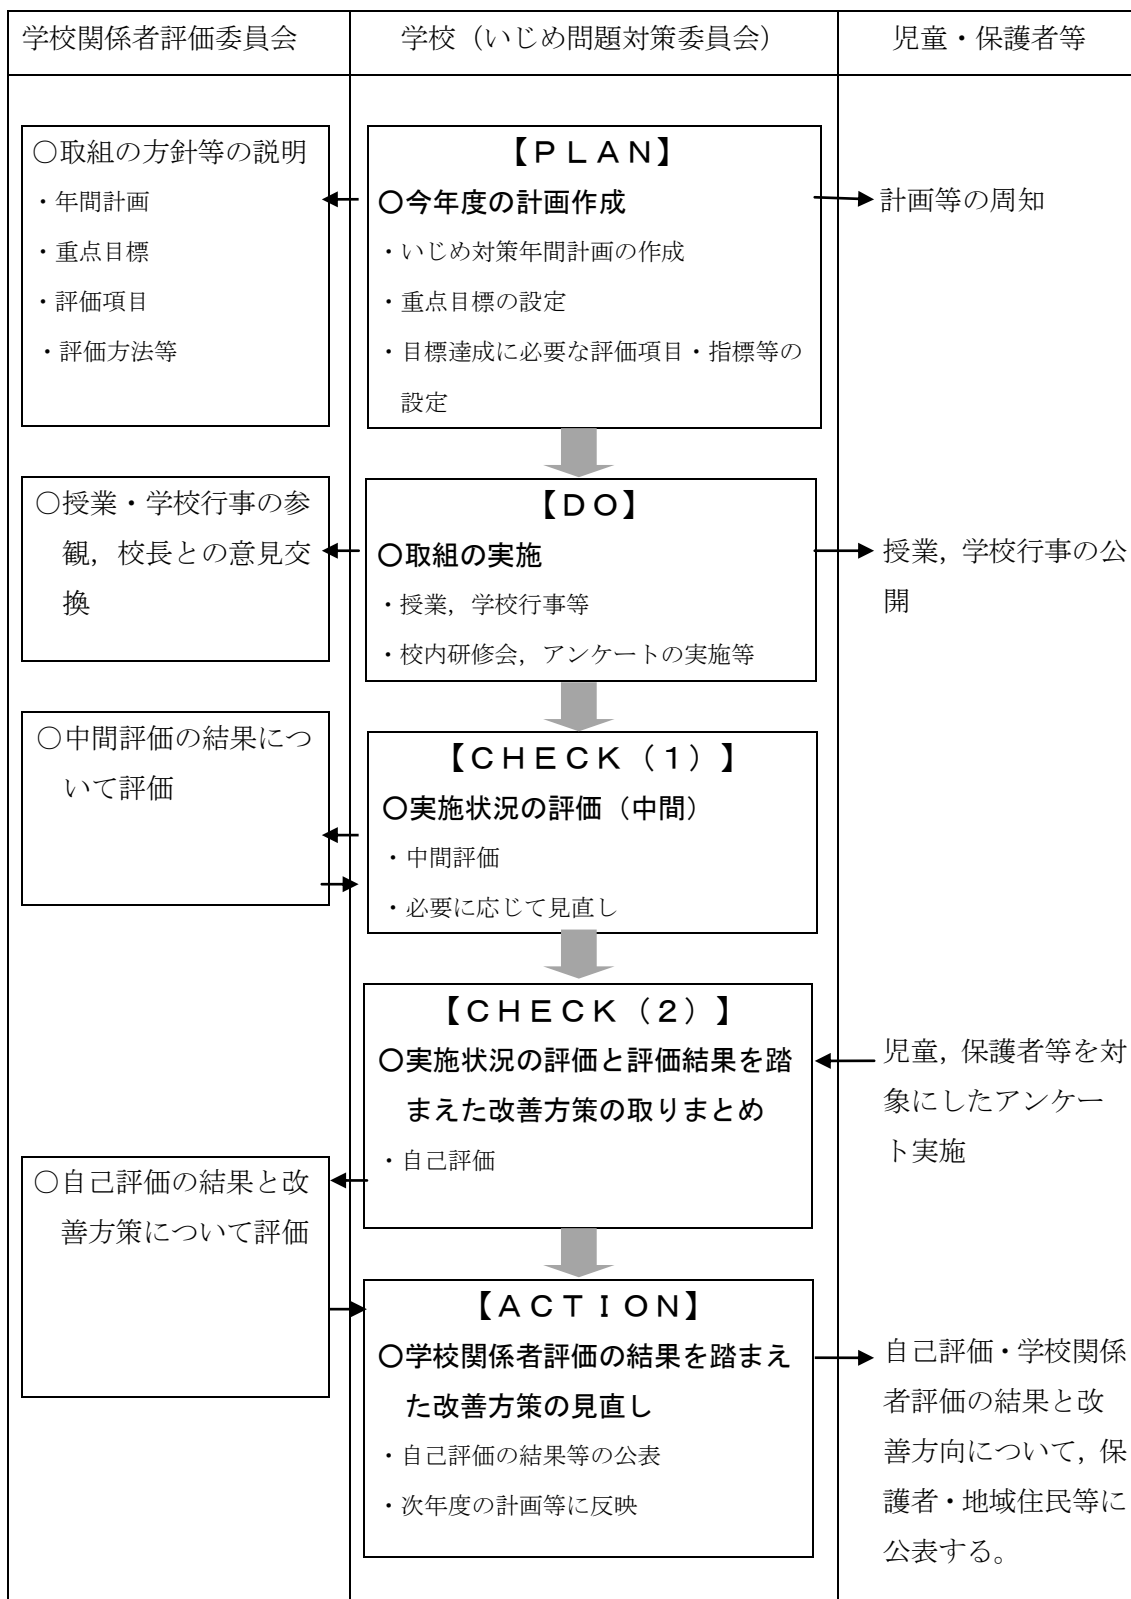 学校関係者評価委員会
学校（いじめ問題対策委員会）
児童・保護者等
○取組の方針等の説明
・年間計画
・重点目標
・評価項目
・評価方法等
【ＰＬＡＮ】
○今年度の計画作成
・いじめ対策年間計画の作成
・重点目標の設定
・目標達成に必要な評価項目・指標等の
設定
計画等の周知
○授業・学校行事の参
観，校長との意見交
換
【ＤＯ】
○取組の実施
・授業，学校行事等
・校内研修会，アンケートの実施等
授業，学校行事の公
開
○中間評価の結果につ
いて評価
【ＣＨＥＣＫ（１）】
○実施状況の評価（中間）
・中間評価
・必要に応じて見直し
【ＣＨＥＣＫ（２）】
○実施状況の評価と評価結果を踏
まえた改善方策の取りまとめ
・自己評価
児童，保護者等を対
象にしたアンケー
ト実施
○自己評価の結果と改
善方策について評価
【ＡＣＴＩＯＮ】
○学校関係者評価の結果を踏まえ
た改善方策の見直し
・自己評価の結果等の公表
・次年度の計画等に反映
自己評価・学校関係
者評価の結果と改
善方向について，保
護者・地域住民等に
公表する。